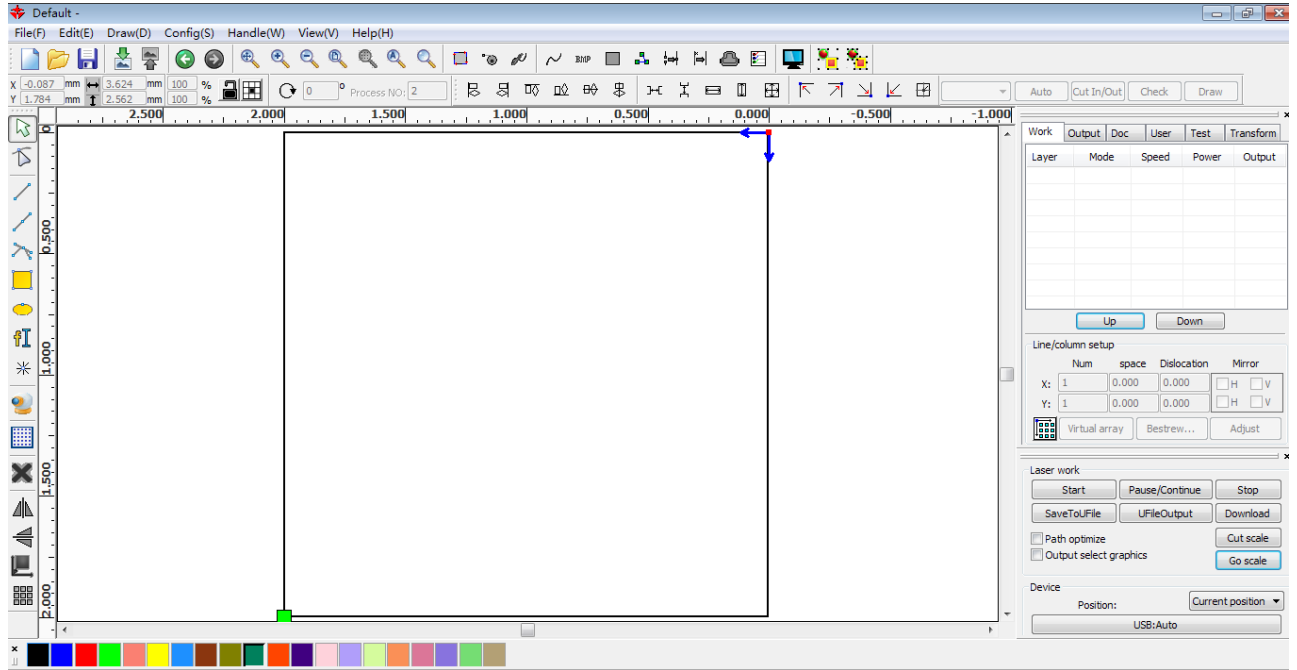 Default -
File(F) Edit(E) Draw(D) Config(S) Handle(W) View(V) Help(H)
BMP
X -0.087 mm 3.624 mm 100 %
Y 1.784 mm 2.562 mm 100 %
0 ° Process NO: 2
Auto Cut In/Out Check Draw
2.500 2.000 1.500 1.000 0.500 0.000 -0.500 -1.000
0
0.500
1.000
1.500
2.000
Work Output Doc User Test Transform
Layer Mode Speed Power Output
Up Down
Line/column setup
Num space Dislocation Mirror
X: 1 0.000 0.000 H V
Y: 1 0.000 0.000 H V
Virtual array Bestrew... Adjust
Laser work
Start Pause/Continue Stop
SaveToUFile UFileOutput Download
Path optimize Cut scale
Output select graphics Go scale
Device
Position: Current position
USB:Auto